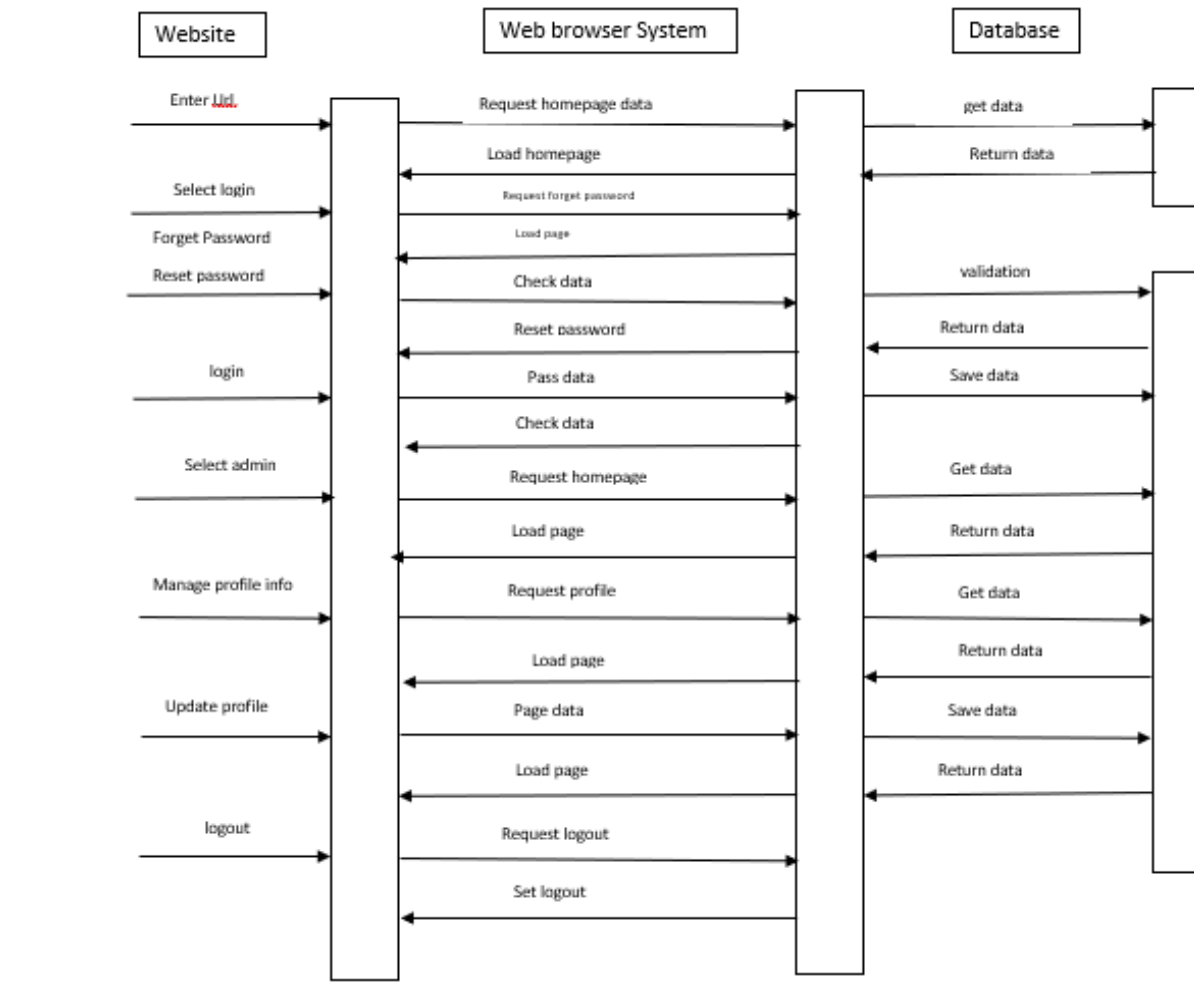 Website
Web browser System
Database
Enter Url.
Request homepage data
get data
Load homepage
Return data
Select login
Request forget password
Forget Password
Load page
Reset password
Check data
validation
Reset password
Return data
login
Pass data
Save data
Check data
Select admin
Request homepage
Get data
Load page
Return data
Manage profile info
Request profile
Get data
Load page
Return data
Update profile
Page data
Save data
Load page
Return data
logout
Request logout
Set logout